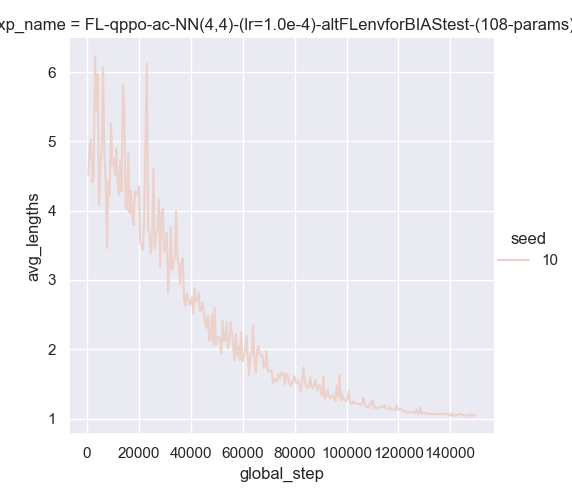 xp_name = FL-qppo-ac-NN(4,4)-(lr=1.0e-4)-altFLenvforBIAStest-(108-params)
6
5
4
3
2
1
avg_lengths
0 20000 40000 60000 80000 100000 120000 140000
global_step
seed
10